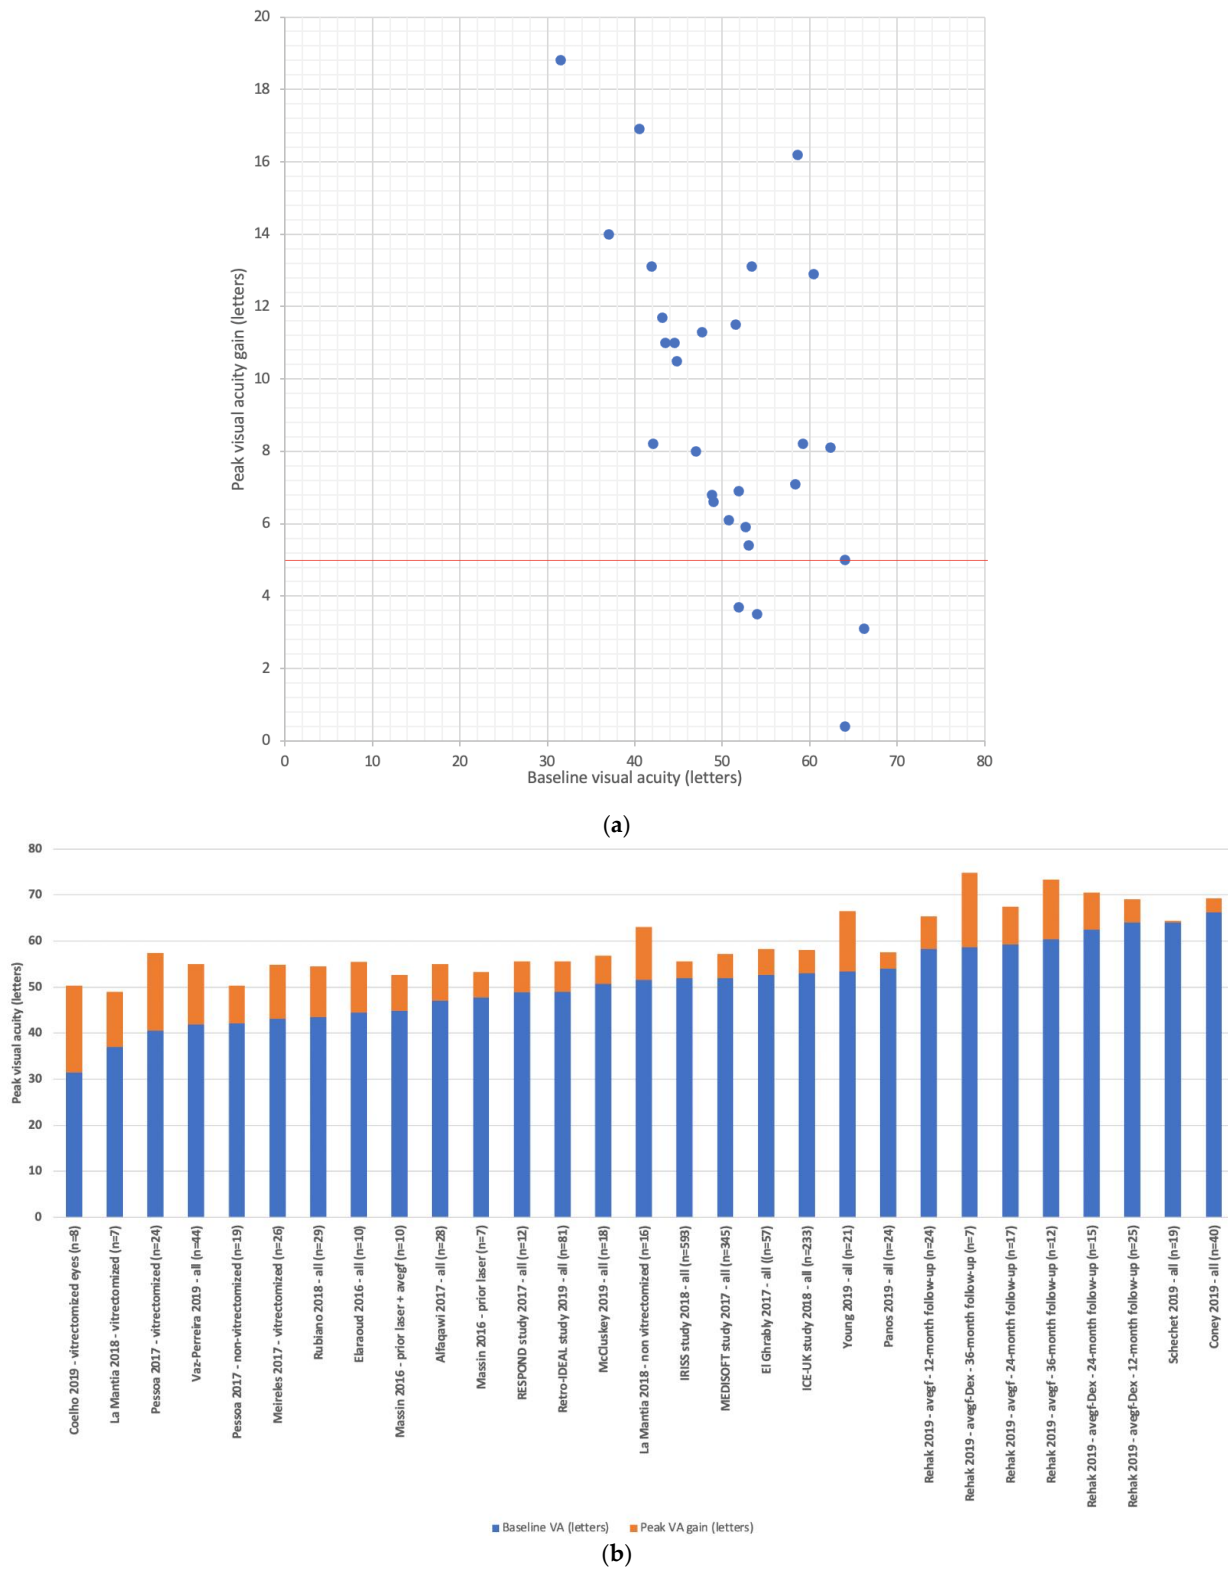 20
18
16
14
12
10
8
6
4
2
0
Peak visual acuity gain (letters)
0 10 20 30 40 50 60 70 80
Baseline visual acuity (letters)
(a)
80
70
60
50
40
30
20
10
0
Peak visual acuity (letters)
Coelho 2019 - vitrectomized eyes (n=8)
La Mantia 2018 - vitrectomized (n=7)
Pessoa 2017 - vitrectomized (n=24)
Vaz-Perreira 2019 - all (n=44)
Pessoa 2017 - non-vitrectomized (n=19)
Meireles 2017 - vitrectomized (n=26)
Rubiano 2018 - all (n=29)
Elaraoud 2016 - all (n=10)
Massin 2016 - prior laser + avegf (n=10)
Alfaqawi 2017 - all (n=28)
Massin 2016 - prior laser (n=7)
RESPOND study 2017 - all (n=12)
Retro-IDEAL study 2019 - all (n=81)
McCluskey 2019 - all (n=18)
La Mantia 2018 - non vitrectomized (n=16)
IRISS study 2018 - all (n=593)
MEDISOFT study 2017 - all (n=345)
El Ghrably 2017 - all ((n=57)
ICE-UK study 2018 - all (n=233)
Young 2019 - all (n=21)
Panos 2019 - all (n=24)
Rehak 2019 - avegf - 12-month follow-up (n=24)
Rehak 2019 - avegf-Dex - 36-month follow-up (n=7)
Rehak 2019 - avegf - 24-month follow-up (n=17)
Rehak 2019 - avegf - 36-month follow-up (n=12)
Rehak 2019 - avegf-Dex - 24-month follow-up (n=15)
Rehak 2019 - avegf-Dex - 12-month follow-up (n=25)
Schechet 2019 - all (n=19)
Coney 2019 - all (n=40)
Baseline VA (letters) Peak VA gain (letters)
(b)